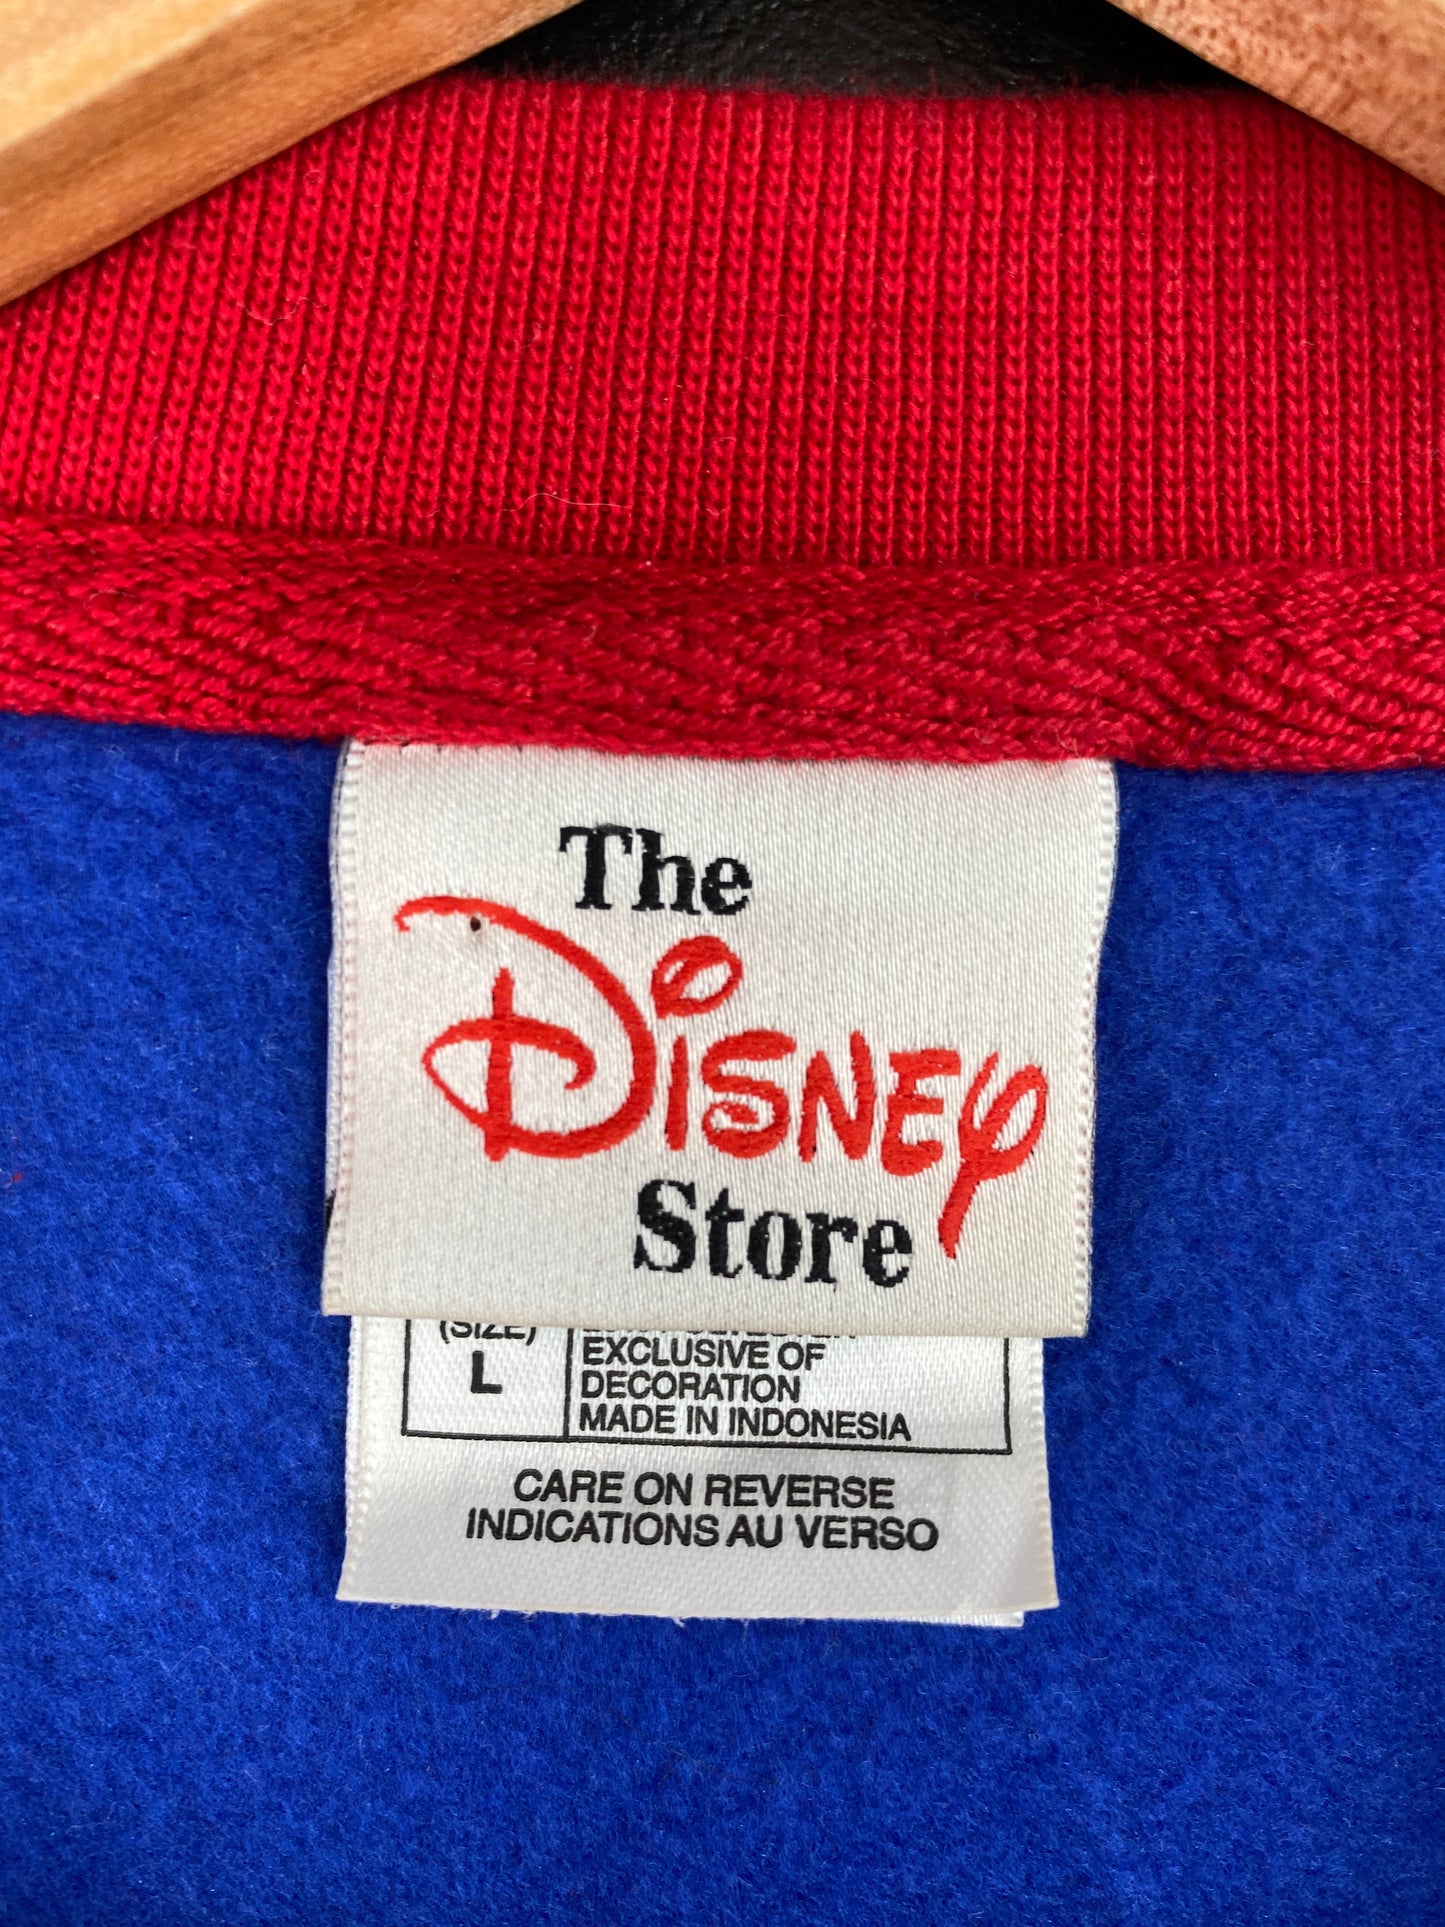 The
Disney
Store
(SIZE)
L
EXCLUSIVE OF
DECORATION
MADE IN INDONESIA
CARE ON REVERSE
INDICATIONS AU VERSO